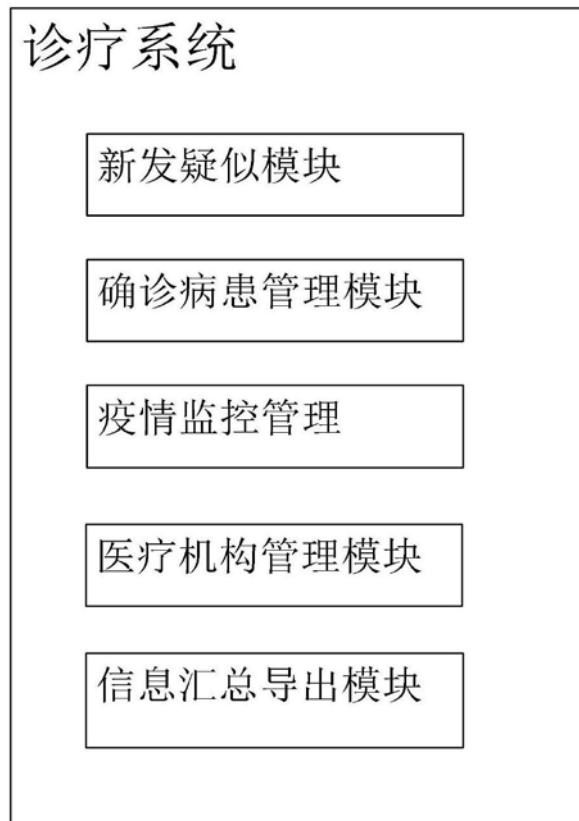 诊疗系统
新发疑似模块
确诊病患管理模块
疫情监控管理
医疗机构管理模块
信息汇总导出模块